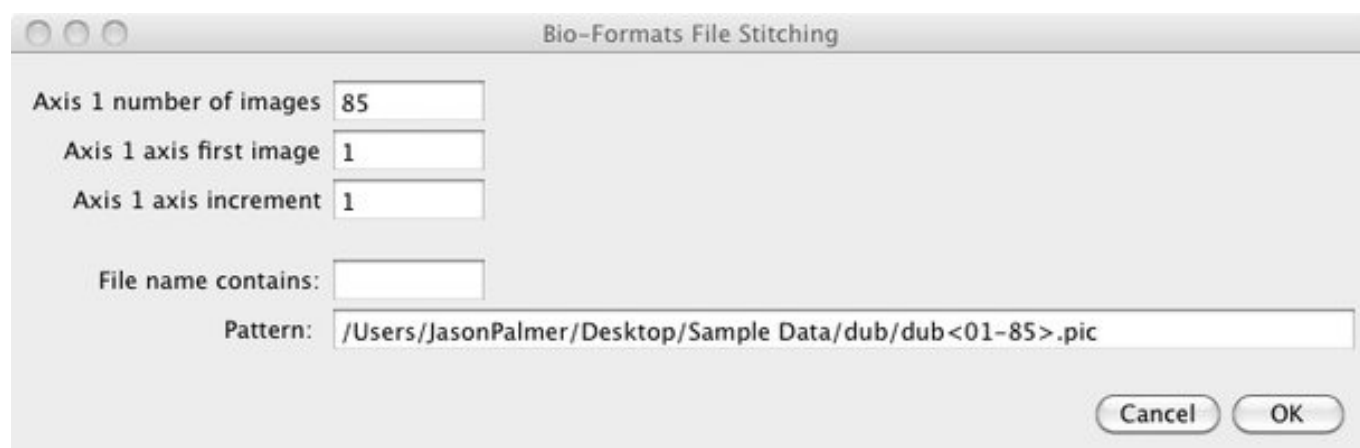 Bio-Formats File Stitching
Axis 1 number of images 85
Axis 1 axis first image 1
Axis 1 axis increment 1
File name contains:
Pattern: /Users/JasonPalmer/Desktop/Sample Data/dub/dub<01-85>.pic
Cancel OK